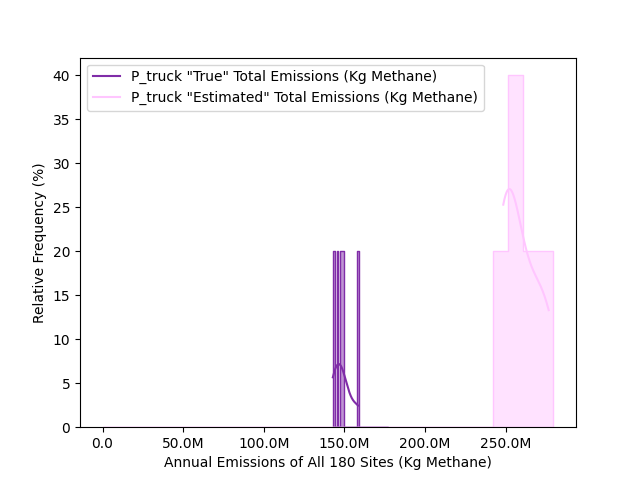 P_truck "True" Total Emissions (Kg Methane)
P_truck "Estimated" Total Emissions (Kg Methane)
40
35
30
25
20
15
10
5
0
Relative Frequency (%)
0.0 50.0M 100.0M 150.0M 200.0M 250.0M
Annual Emissions of All 180 Sites (Kg Methane)